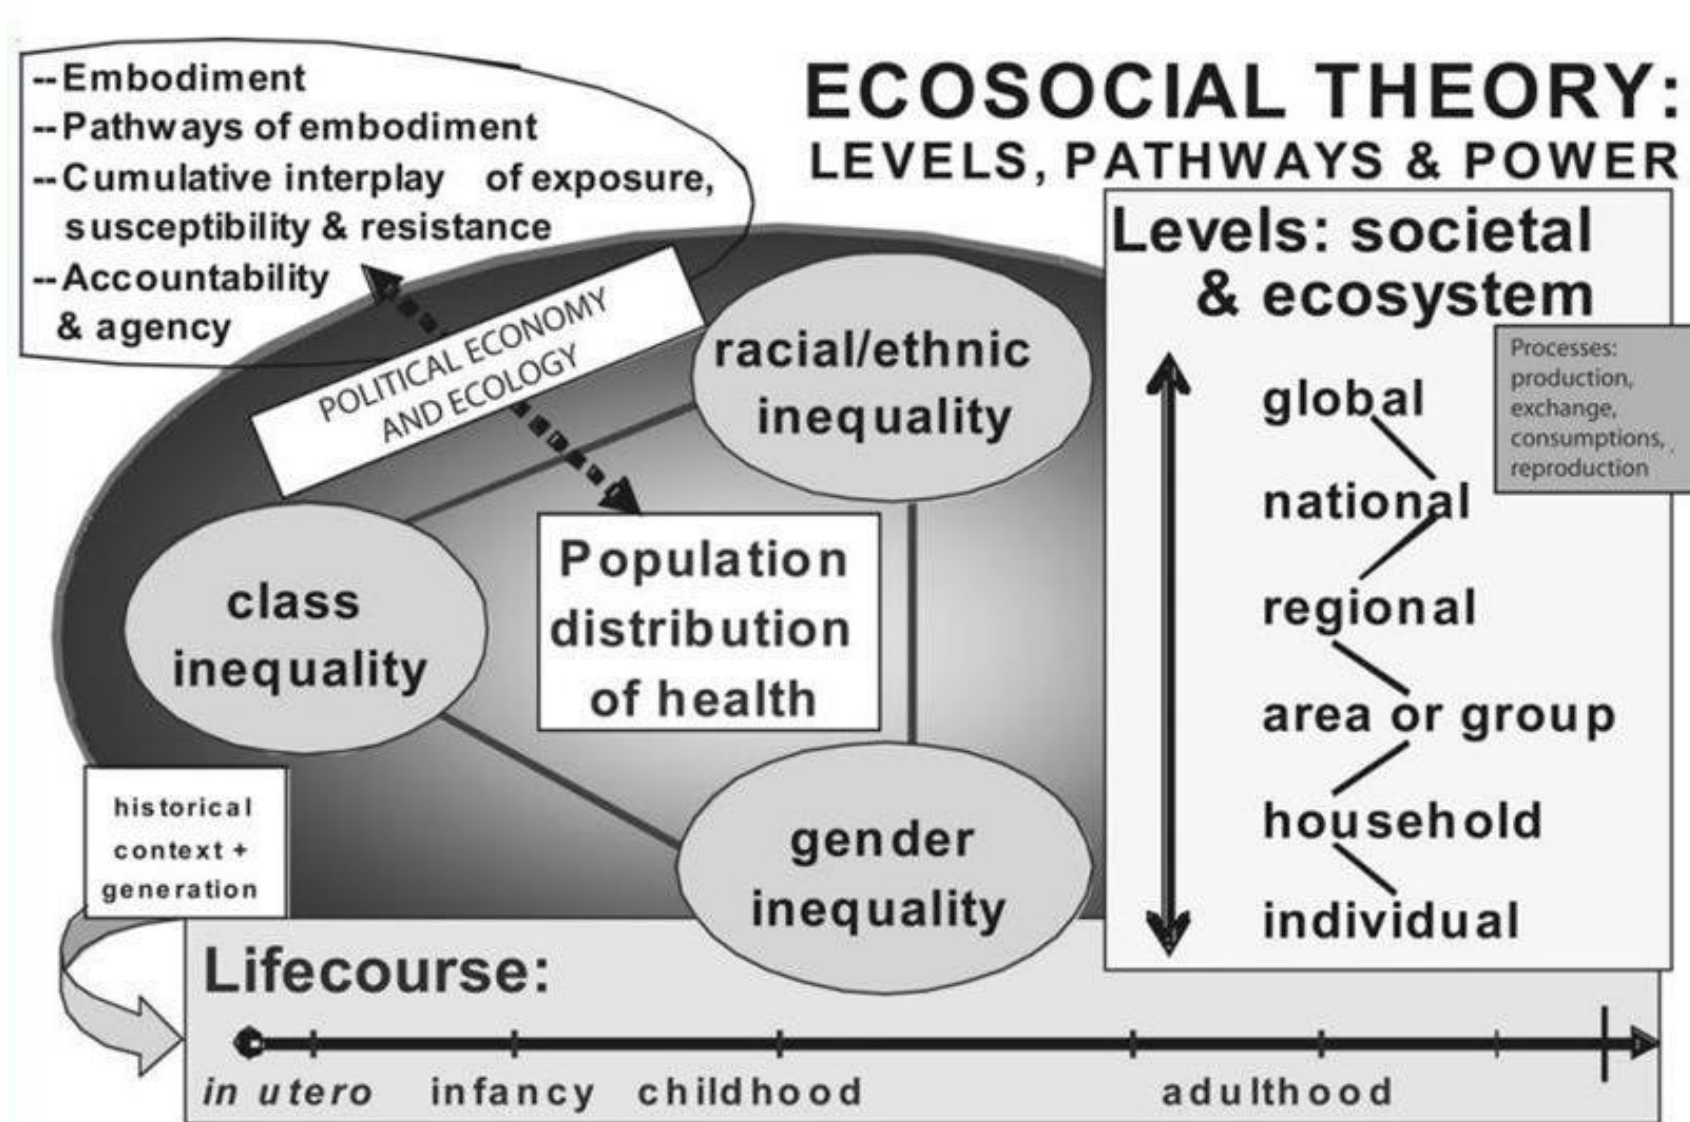 --Embodiment
--Pathways of embodiment
--Cumulative interplay of exposure,
susceptibility & resistance
--Accountability
& agency
ECOSOCIAL THEORY:
LEVELS, PATHWAYS & POWER
POLITICAL ECONOMY
AND ECOLOGY
racial/ethnic
inequality
class
inequality
Population
distribution
of health
gender
inequality
historical
context +
generation
Levels: societal
& ecosystem
global
national
regional
area or group
household
individual
Processes:
production,
exchange,
consumptions,
reproduction
Lifecourse:
in utero infancy childhood adulthood